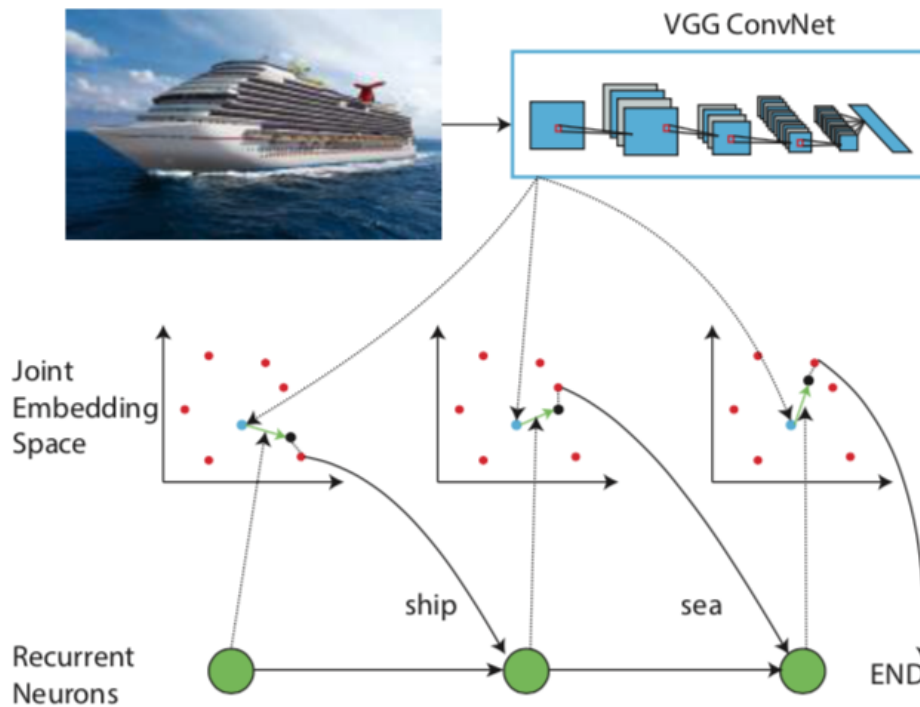 VGG ConvNet
Joint
Embedding
Space
ship
sea
Recurrent
Neurons
END